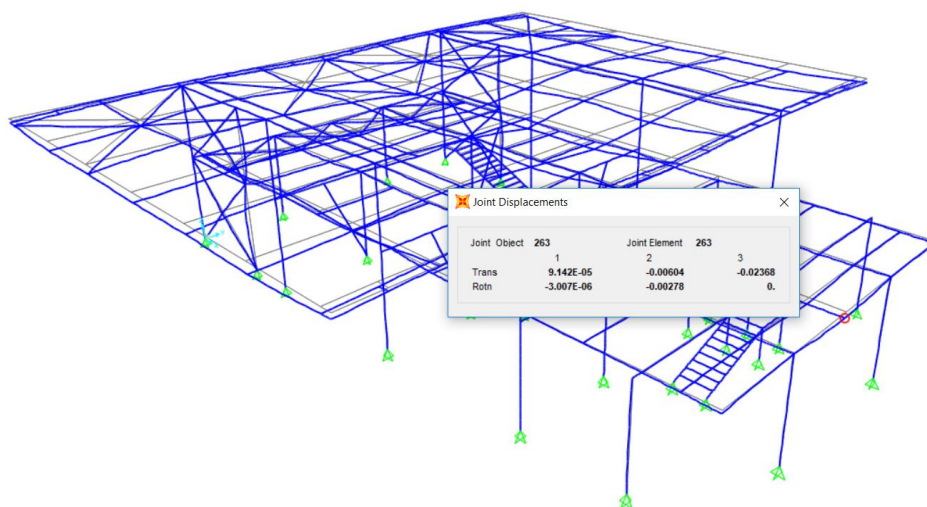 Joint Displacements
Joint Object 263 Joint Element 263
1 2 3
Trans 9.142E-05 -0.00604 -0.02368
Rotn -3.007E-06 -0.00278 0.